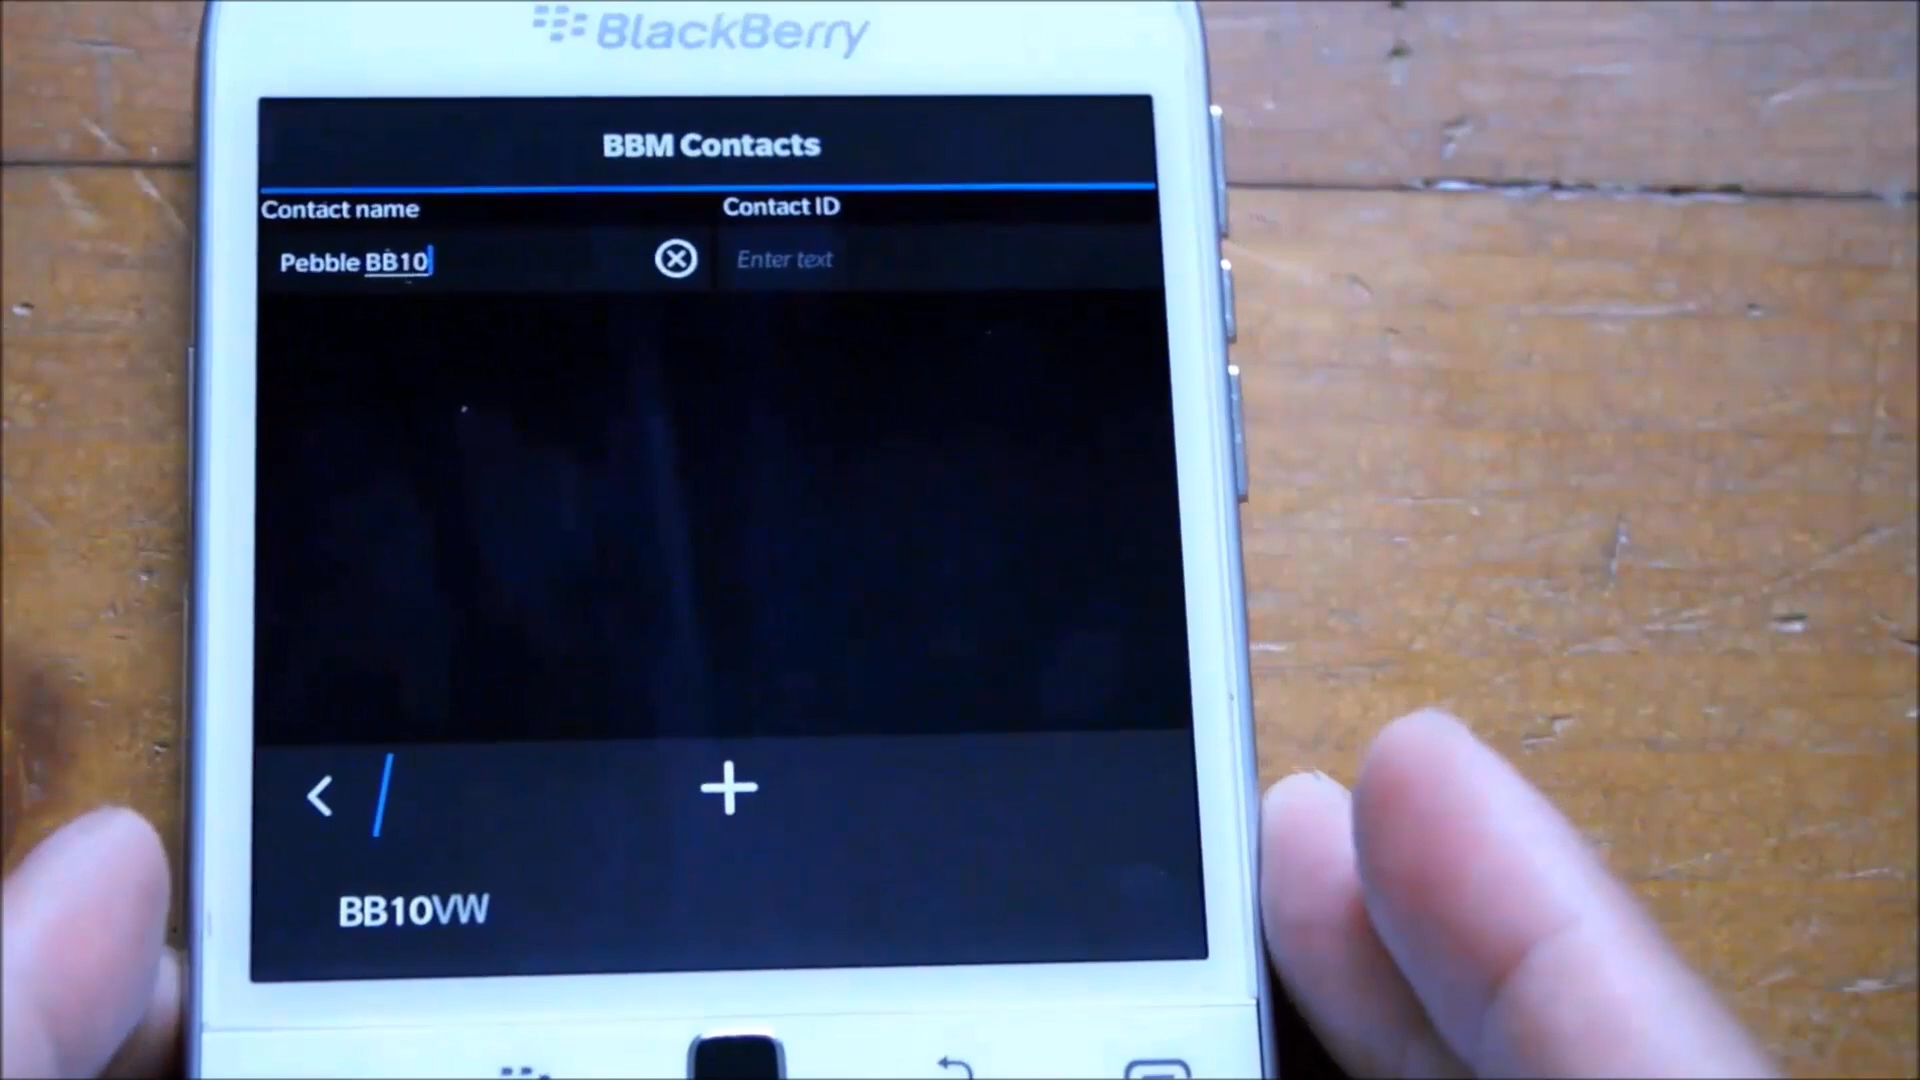 BlackBerry
BBM Contacts
Contact name
Contact ID
Pebble BB10
Enter text
BB10VW